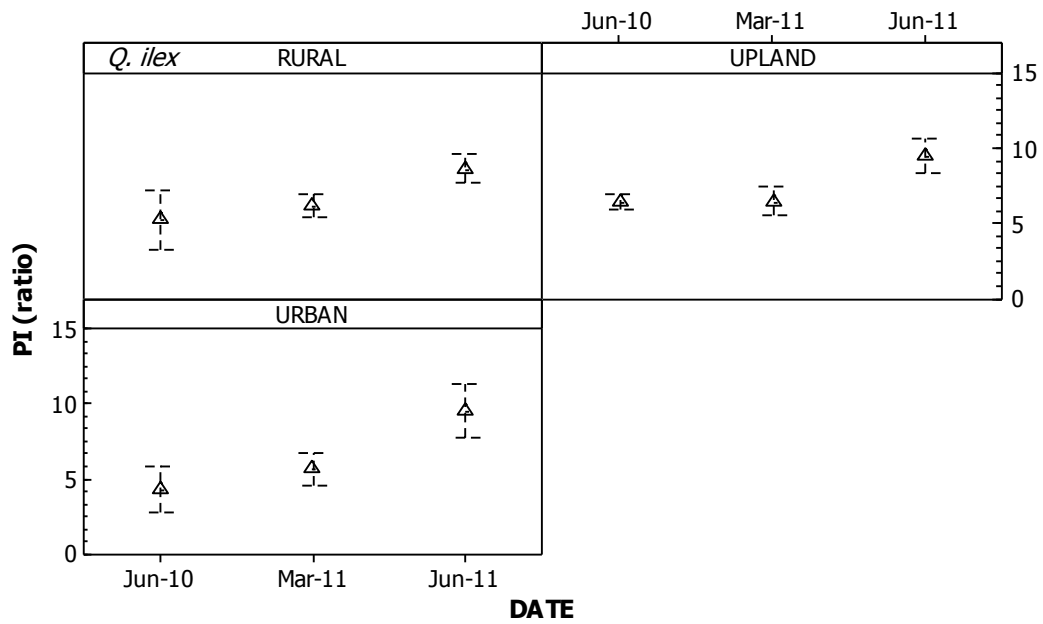 Jun-10 Mar-11 Jun-11
Q. ilex RURAL UPLAND
15
10
5
0
PI (ratio)
URBAN
15
10
5
0
Jun-10 Mar-11 Jun-11
DATE